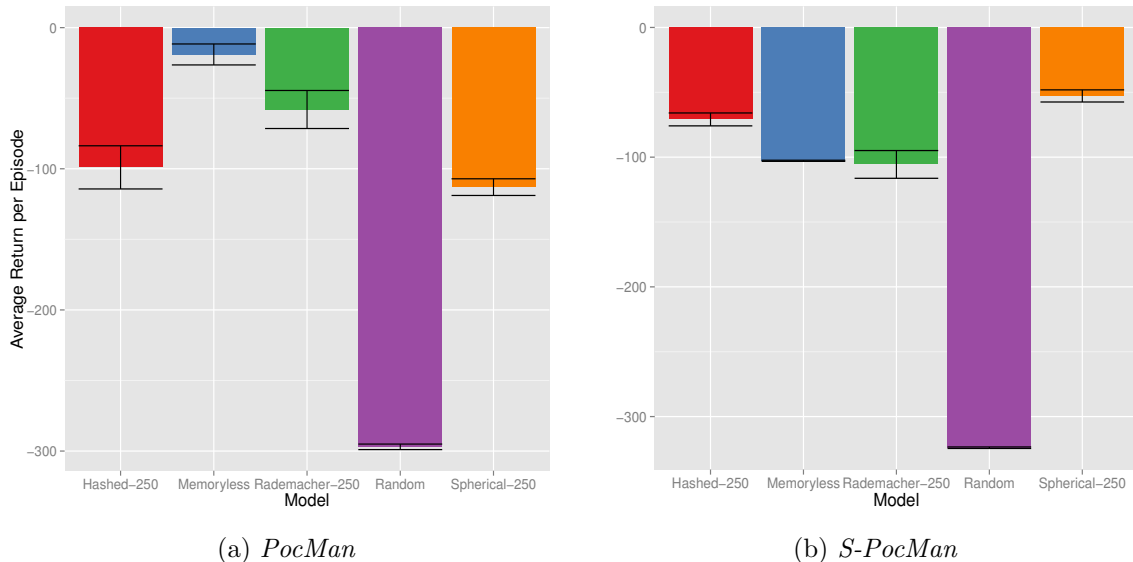 0
−100
−200
−300
Average Return per Episode
Hashed−250 Memoryless Rademacher−250 Random Spherical−250
Model
(a) PocMan
0
−100
−200
−300
Hashed−250 Memoryless Rademacher−250 Random Spherical−250
Model
(b) S-PocMan